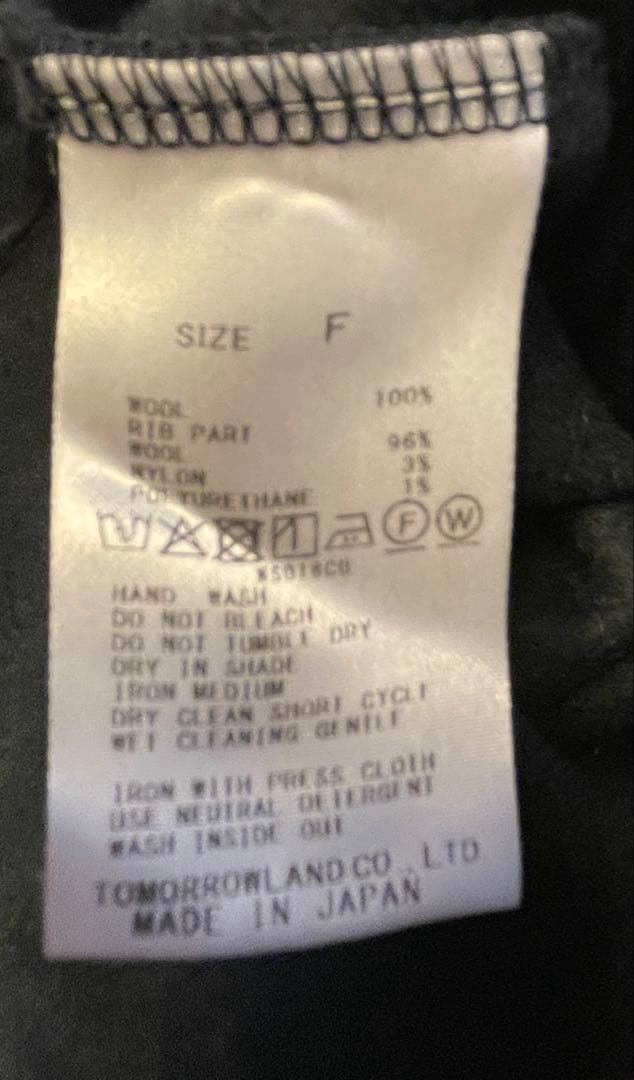 SIZE F
WOOL 100%
RIB PART
WOOL 96%
NYLON 3%
POLYURETHANE 1%
F W
HAND WASH
DO NOT BLEACH
DO NOT TUMBLE DRY
DRY IN SHADE
IRON MEDIUM
DRY CLEAN SHORT CYCLE
WET CLEANING GENTLE
IRON WITH PRESS CLOTH
USE NEUTRAL DETERGENT
WASH INSIDE OUT
TOMORROWLAND CO., LTD
MADE IN JAPAN